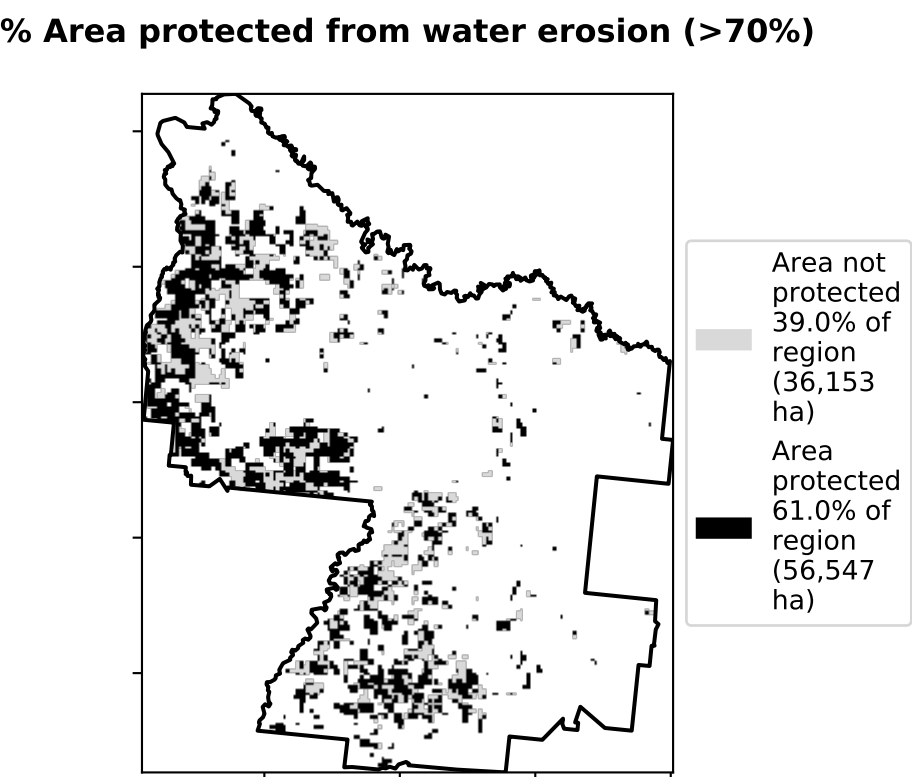 % Area protected from water erosion (>70%)
Area not
protected
39.0% of
region
(36,153
ha)
Area
protected
61.0% of
region
(56,547
ha)